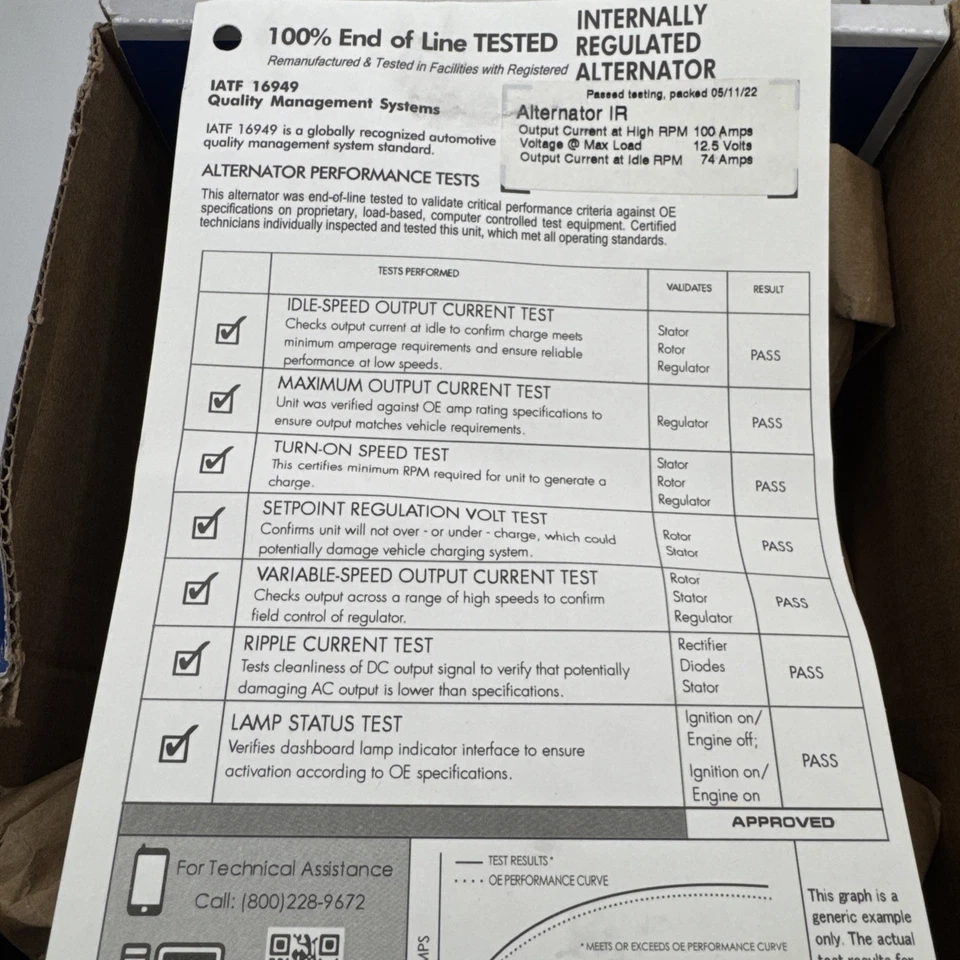 100% End of Line TESTED
Remanufactured & Tested in Facilities with Registered
INTERNALLY
REGULATED
ALTERNATOR
IATF 16949
Quality Management Systems
IATF 16949 is a globally recognized automotive
quality management system standard.
Passed testing, packed 05/11/22
Alternator IR
Output Current at High RPM 100 Amps
Voltage @ Max Load 12.5 Volts
Output Current at Idle RPM 74 Amps
ALTERNATOR PERFORMANCE TESTS
This alternator was end-of-line tested to validate critical performance criteria against OE
specifications on proprietary, load-based, computer controlled test equipment. Certified
technicians individually inspected and tested this unit, which met all operating standards.
TESTS PERFORMED VALIDATES RESULT
IDLE-SPEED OUTPUT CURRENT TEST
Checks output current at idle to confirm charge meets
minimum amperage requirements and ensure reliable
performance at low speeds.
Stator
Rotor
Regulator
PASS
MAXIMUM OUTPUT CURRENT TEST
Unit was verified against OE amp rating specifications to
ensure output matches vehicle requirements.
Regulator
PASS
TURN-ON SPEED TEST
This certifies minimum RPM required for unit to generate a
charge.
Stator
Rotor
Regulator
PASS
SETPOINT REGULATION VOLT TEST
Confirms unit will not over - or under - charge, which could
potentially damage vehicle charging system.
Rotor
Stator
PASS
VARIABLE-SPEED OUTPUT CURRENT TEST
Checks output across a range of high speeds to confirm
field control of regulator.
Rotor
Stator
Regulator
PASS
RIPPLE CURRENT TEST
Tests cleanliness of DC output signal to verify that potentially
damaging AC output is lower than specifications.
Rectifier
Diodes
Stator
PASS
LAMP STATUS TEST
Verifies dashboard lamp indicator interface to ensure
activation according to OE specifications.
Ignition on/
Engine off;
Ignition on/
Engine on
PASS
APPROVED
For Technical Assistance
Call: (800)228-9672
TEST RESULTS*
OE PERFORMANCE CURVE
* MEETS OR EXCEEDS OE PERFORMANCE CURVE
This graph is a
generic example
only. The actual
test results for